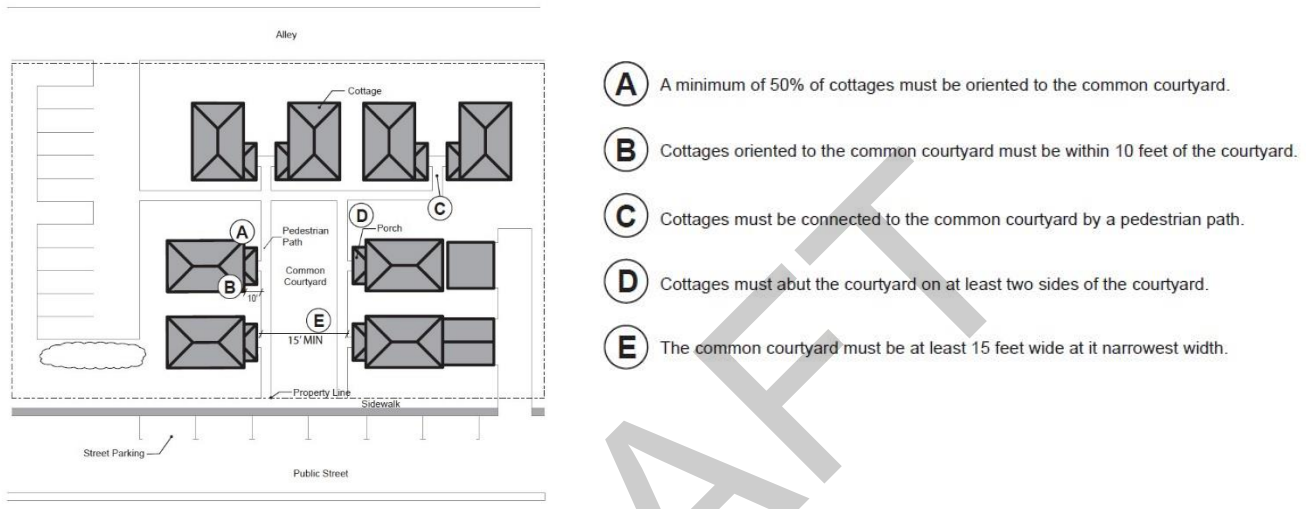 Alley
Cottage
D
C
A
Pedestrian
Path
Porch
Common
Courtyard
B
10'
E
15' MIN
Property Line
Sidewalk
Street Parking
Public Street
A A minimum of 50% of cottages must be oriented to the common courtyard.
B Cottages oriented to the common courtyard must be within 10 feet of the courtyard.
C Cottages must be connected to the common courtyard by a pedestrian path.
D Cottages must abut the courtyard on at least two sides of the courtyard.
E The common courtyard must be at least 15 feet wide at it narrowest width.
AFT